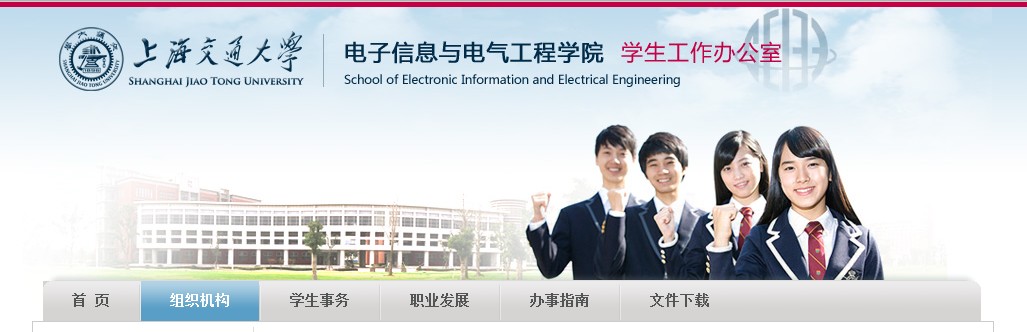 上海交通大学
SHANGHAI JIAO TONG UNIVERSITY
电子信息与电气工程学院 学生工作办公室
School of Electronic Information and Electrical Engineering
首 页 组织机构 学生事务 职业发展 办事指南 文件下载